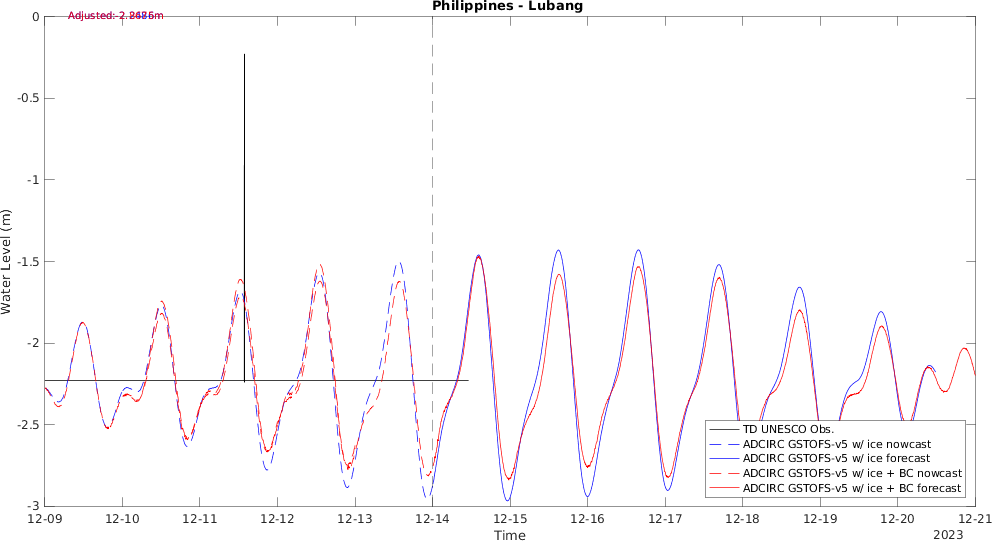 Philippines - Lubang
Adjusted:
0
-0.5
-1
-1.5
-2
-2.5
-3
Water Level (m)
TD UNESCO Obs.
ADCIRC GSTOFS-v5 w/ ice nowcast
ADCIRC GSTOFS-v5 w/ ice forecast
ADCIRC GSTOFS-v5 w/ ice + BC nowcast
ADCIRC GSTOFS-v5 w/ ice + BC forecast
12-09 12-10 12-11 12-12 12-13 12-14 12-15 12-16 12-17 12-18 12-19 12-20 12-21
Time
2023